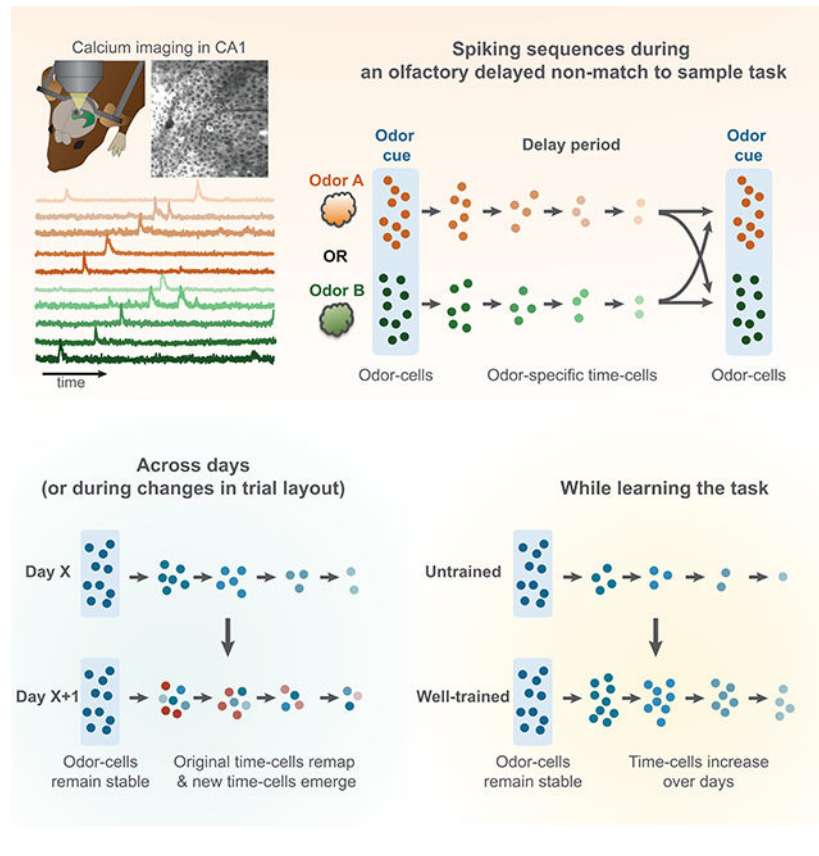 Calcium imaging in CA1
time
Spiking sequences during
an olfactory delayed non-match to sample task
Odor
cue
Delay period
Odor
cue
Odor A
OR
Odor B
Odor-cells
Odor-specific time-cells
Odor-cells
Across days
(or during changes in trial layout)
Day X
Day X+1
Odor-cells
remain stable
Original time-cells remap
& new time-cells emerge
While learning the task
Untrained
Well-trained
Odor-cells
remain stable
Time-cells increase
over days